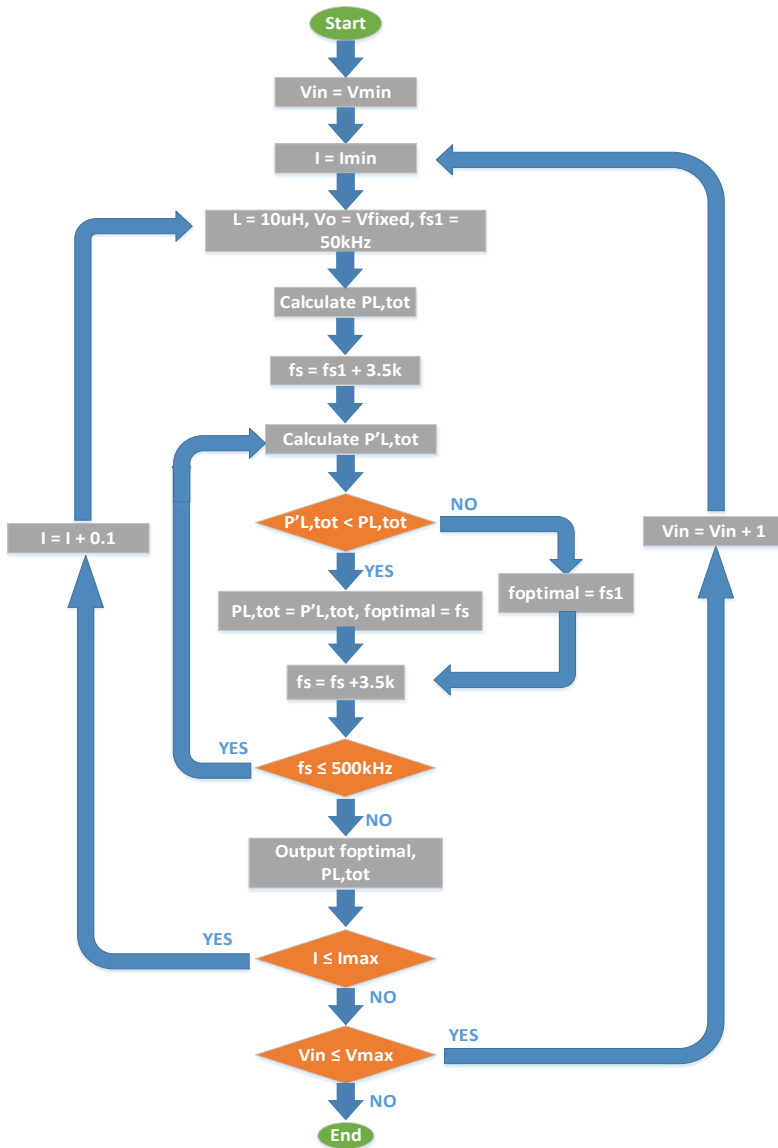 Start
Vin = Vmin
I = Imin
L = 10uH, Vo = Vfixed, fs1 =
50kHz
Calculate PL,tot
fs = fs1 + 3.5k
Calculate P'L,tot
P'L,tot < PL,tot
NO
YES
I = I + 0.1
Vin = Vin + 1
foptimal = fs1
PL,tot = P'L,tot, foptimal = fs
fs = fs +3.5k
fs ≤ 500kHz
YES
NO
Output foptimal,
PL,tot
I ≤ Imax
YES
NO
Vin ≤ Vmax
YES
NO
End